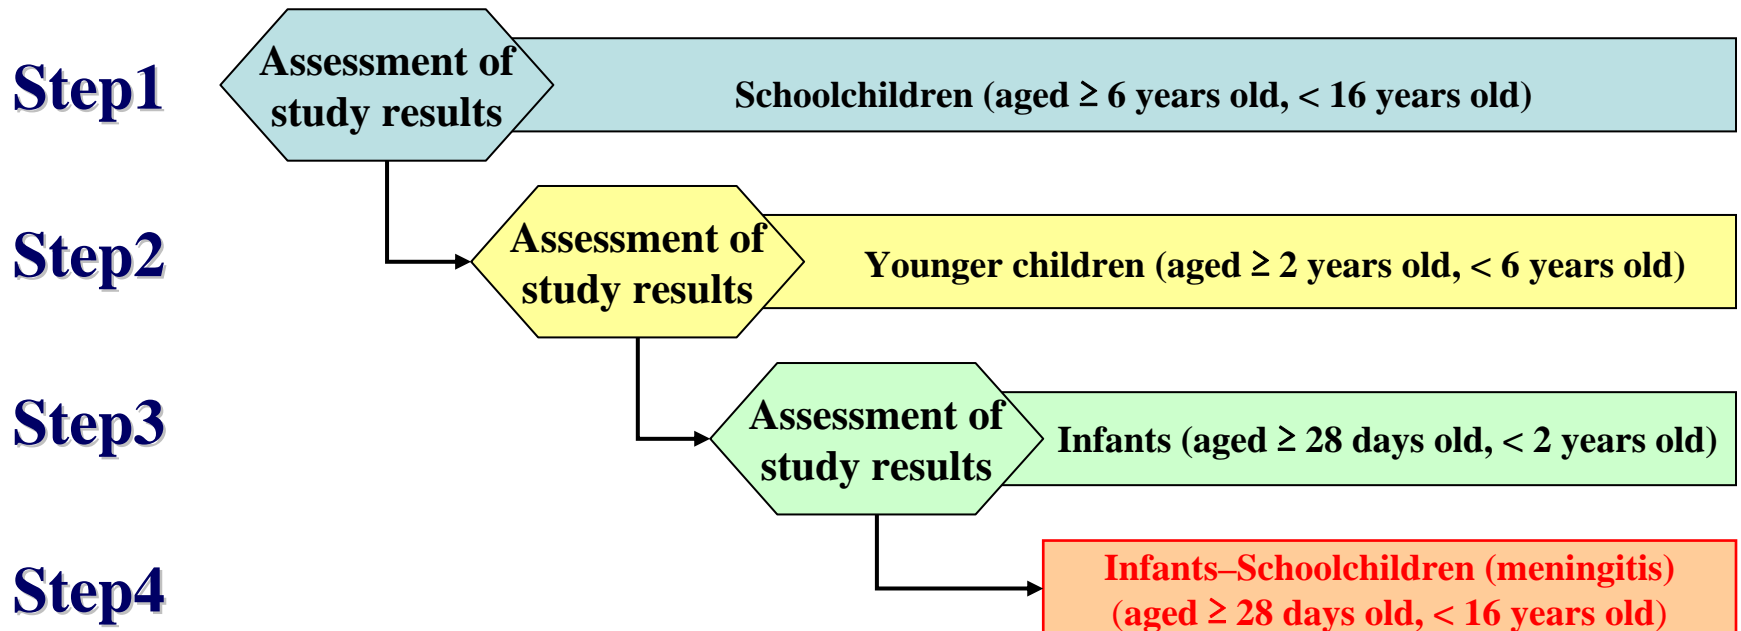 Step1
Assessment of
study results
Schoolchildren (aged ≥ 6 years old, < 16 years old)
Step2
Assessment of
study results
Younger children (aged ≥ 2 years old, < 6 years old)
Step3
Assessment of
study results
Infants (aged ≥ 28 days old, < 2 years old)
Step4
Infants–Schoolchildren (meningitis)
(aged ≥ 28 days old, < 16 years old)